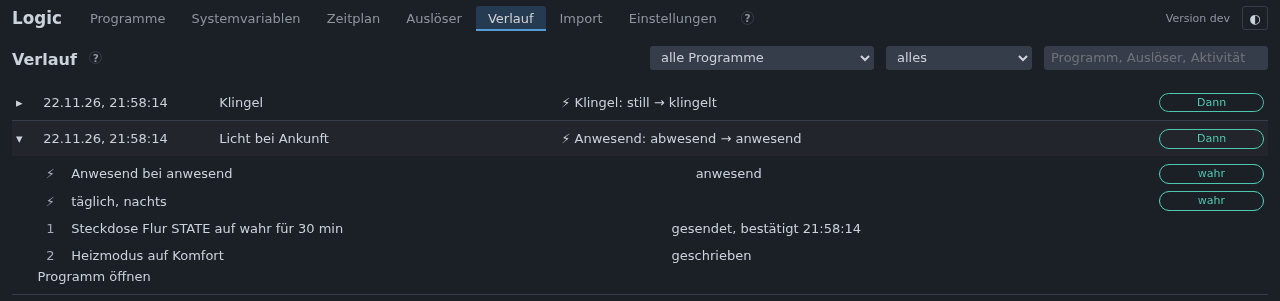 Logic Programme Systemvariablen Zeitplan Auslöser Verlauf Import Einstellungen ? Version dev
Verlauf ? alle Programme alles Programm, Auslöser, Aktivität
22.11.26, 21:58:14 Klingel ⚡ Klingel: still → klingelt Dann
22.11.26, 21:58:14 Licht bei Ankunft ⚡ Anwesend: abwesend → anwesend Dann
⚡ Anwesend bei anwesend anwesend wahr
⚡ täglich, nachts wahr
1 Steckdose Flur STATE auf wahr für 30 min gesendet, bestätigt 21:58:14
2 Heizmodus auf Komfort geschrieben
Programm öffnen